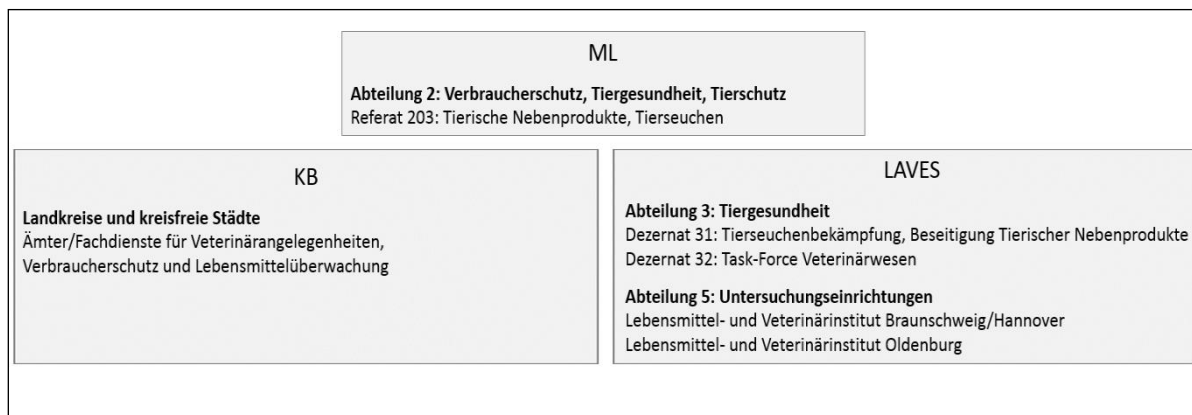 ML
Abteilung 2: Verbraucherschutz, Tiergesundheit, Tierschutz
Referat 203: Tierische Nebenprodukte, Tierseuchen
KB
Landkreise und kreisfreie Städte
Ämter/Fachdienste für Veterinärangelegenheiten,
Verbraucherschutz und Lebensmittelüberwachung
LAVES
Abteilung 3: Tiergesundheit
Dezernat 31: Tierseuchenbekämpfung, Beseitigung Tierischer Nebenprodukte
Dezernat 32: Task-Force Veterinärwesen
Abteilung 5: Untersuchungseinrichtungen
Lebensmittel- und Veterinärinstitut Braunschweig/Hannover
Lebensmittel- und Veterinärinstitut Oldenburg